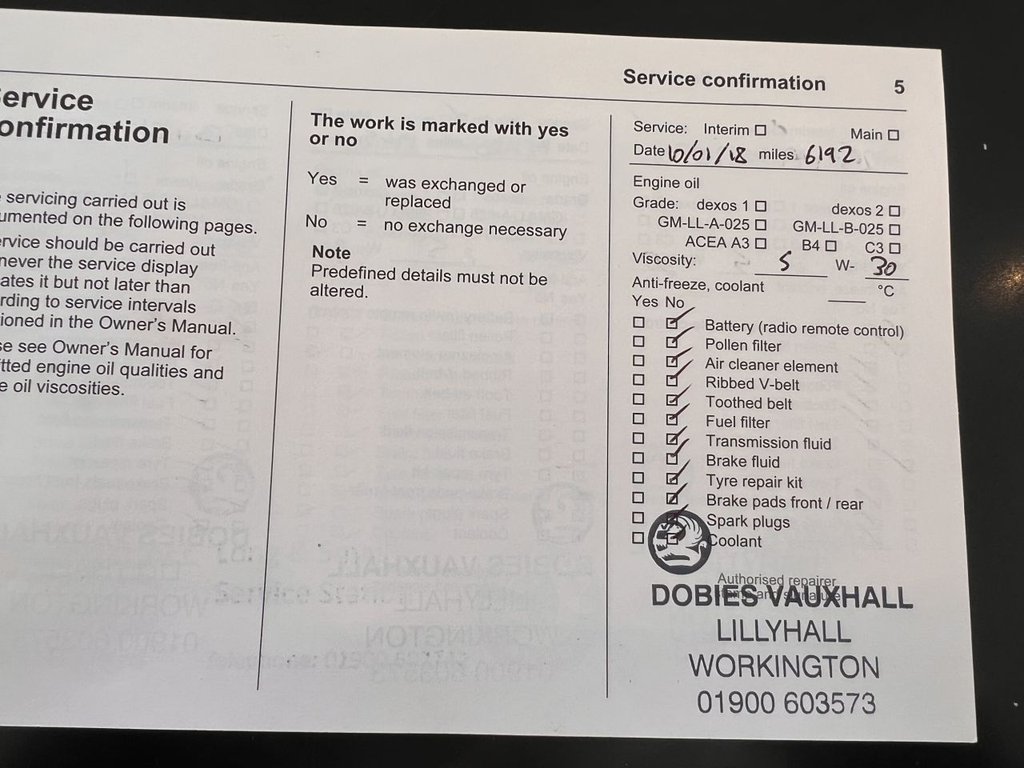 Service confirmation 5
ervice
onfirmation
servicing carried out is
umented on the following pages.
rvice should be carried out
never the service display
ates it but not later than
rding to service intervals
ioned in the Owner's Manual.
se see Owner's Manual for
tted engine oil qualities and
e oil viscosities.
The work is marked with yes
or no
Yes = was exchanged or
replaced
No = no exchange necessary
Note
Predefined details must not be
altered.
Service: Interim ☐ Main ☐
Date 10/01/18 miles 6192
Engine oil
Grade: dexos 1 ☐ dexos 2 ☐
GM-LL-A-025 ☐ GM-LL-B-025 ☐
ACEA A3 ☐ B4 ☐ C3 ☐
Viscosity: 5 W- 30
Anti-freeze, coolant °C
Yes No
Battery (radio remote control)
Pollen filter
Air cleaner element
Ribbed V-belt
Toothed belt
Fuel filter
Transmission fluid
Brake fluid
Tyre repair kit
Brake pads front / rear
Spark plugs
Coolant
Authorised repairer
stamp and signature
DOBIES VAUXHALL
LILLYHALL
WORKINGTON
01900 603573